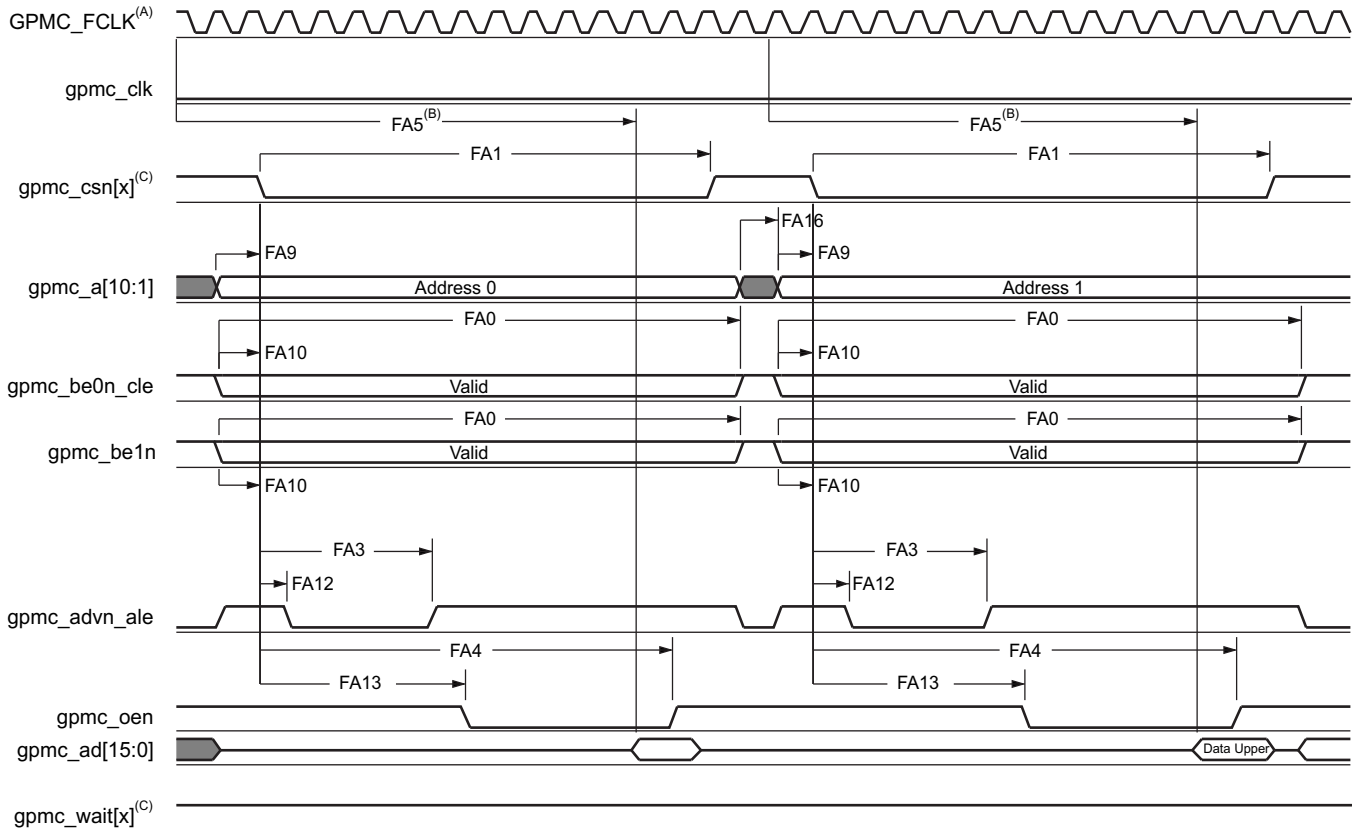 GPMC_FCLK(A)
gpmc_clk
FA5(B) FA5(B)
FA1 FA1
gpmc_csn[x](C)
FA16
FA9 FA9
gpmc_a[10:1] Address 0 Address 1
FA0 FA0
FA10 FA10
gpmc_be0n_cle Valid Valid
FA0 FA0
gpmc_be1n Valid Valid
FA10 FA10
FA3 FA3
FA12 FA12
gpmc_advn_ale
FA4 FA4
FA13 FA13
gpmc_oen
gpmc_ad[15:0] Data Upper
gpmc_wait[x](C)